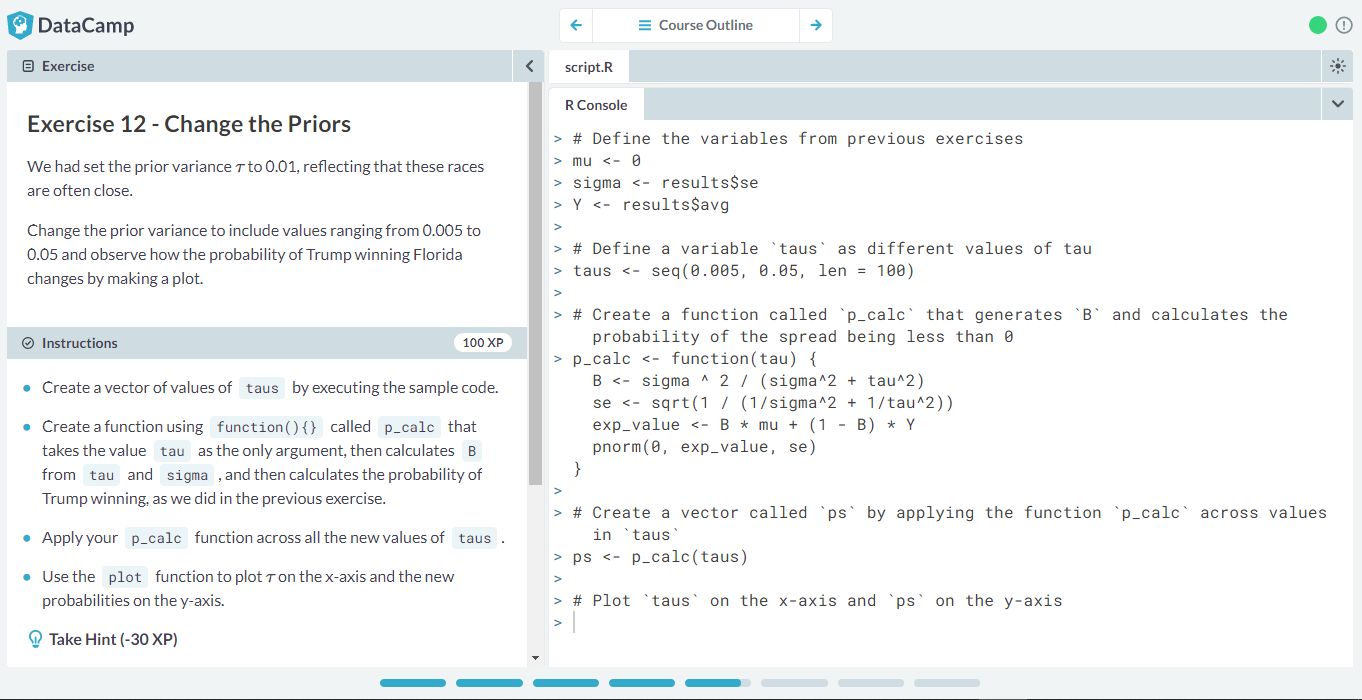 DataCamp
Course Outline
Exercise
Exercise 12 - Change the Priors
We had set the prior variance τ to 0.01, reflecting that these races
are often close.
Change the prior variance to include values ranging from 0.005 to
0.05 and observe how the probability of Trump winning Florida
changes by making a plot.
Instructions
100 XP
Create a vector of values of taus by executing the sample code.
Create a function using function(){} called p_calc that
takes the value tau as the only argument, then calculates B
from tau and sigma , and then calculates the probability of
Trump winning, as we did in the previous exercise.
Apply your p_calc function across all the new values of taus .
Use the plot function to plot τ on the x-axis and the new
probabilities on the y-axis.
Take Hint (-30 XP)
script.R
R Console
> # Define the variables from previous exercises
> mu <- 0
> sigma <- results$se
> Y <- results$avg
>
> # Define a variable `taus` as different values of tau
> taus <- seq(0.005, 0.05, len = 100)
>
> # Create a function called `p_calc` that generates `B` and calculates the
probability of the spread being less than 0
> p_calc <- function(tau) {
B <- sigma ^ 2 / (sigma^2 + tau^2)
se <- sqrt(1 / (1/sigma^2 + 1/tau^2))
exp_value <- B * mu + (1 - B) * Y
pnorm(0, exp_value, se)
}
>
> # Create a vector called `ps` by applying the function `p_calc` across values
in `taus`
> ps <- p_calc(taus)
>
> # Plot `taus` on the x-axis and `ps` on the y-axis
>